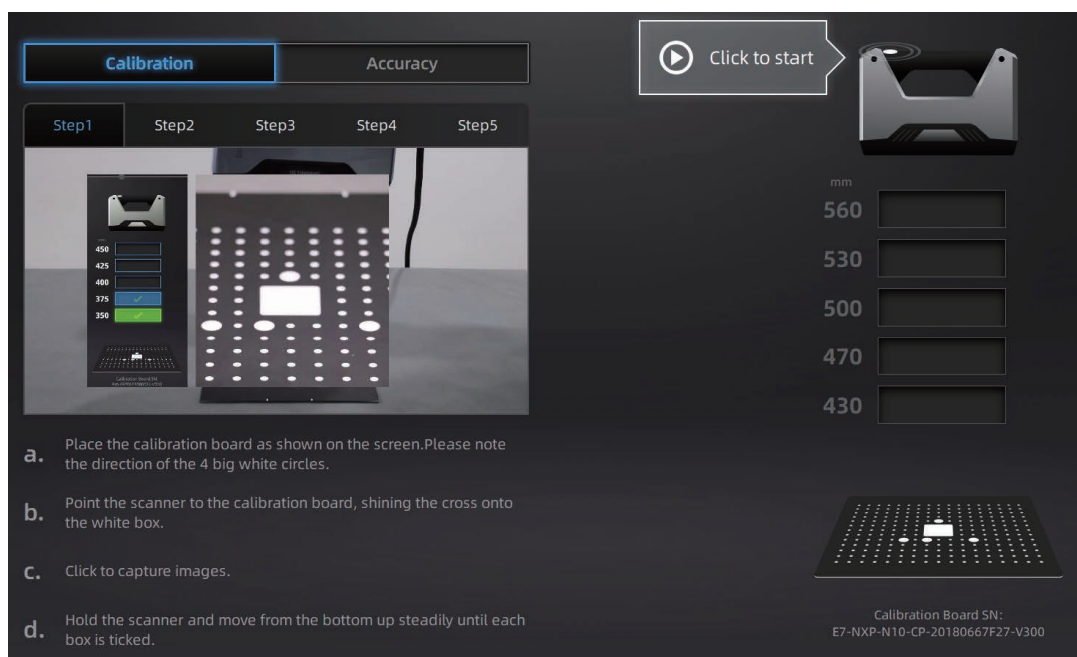 Calibration
Accuracy
Click to start
Step1
Step2
Step3
Step4
Step5
450
425
400
375
350
mm
560
530
500
470
430
a. Place the calibration board as shown on the screen.Please note
the direction of the 4 big white circles.
b. Point the scanner to the calibration board, shining the cross onto
the white box.
c. Click to capture images.
d. Hold the scanner and move from the bottom up steadily until each
box is ticked.
Calibration Board SN:
E7-NXP-N10-CP-20180667F27-V300